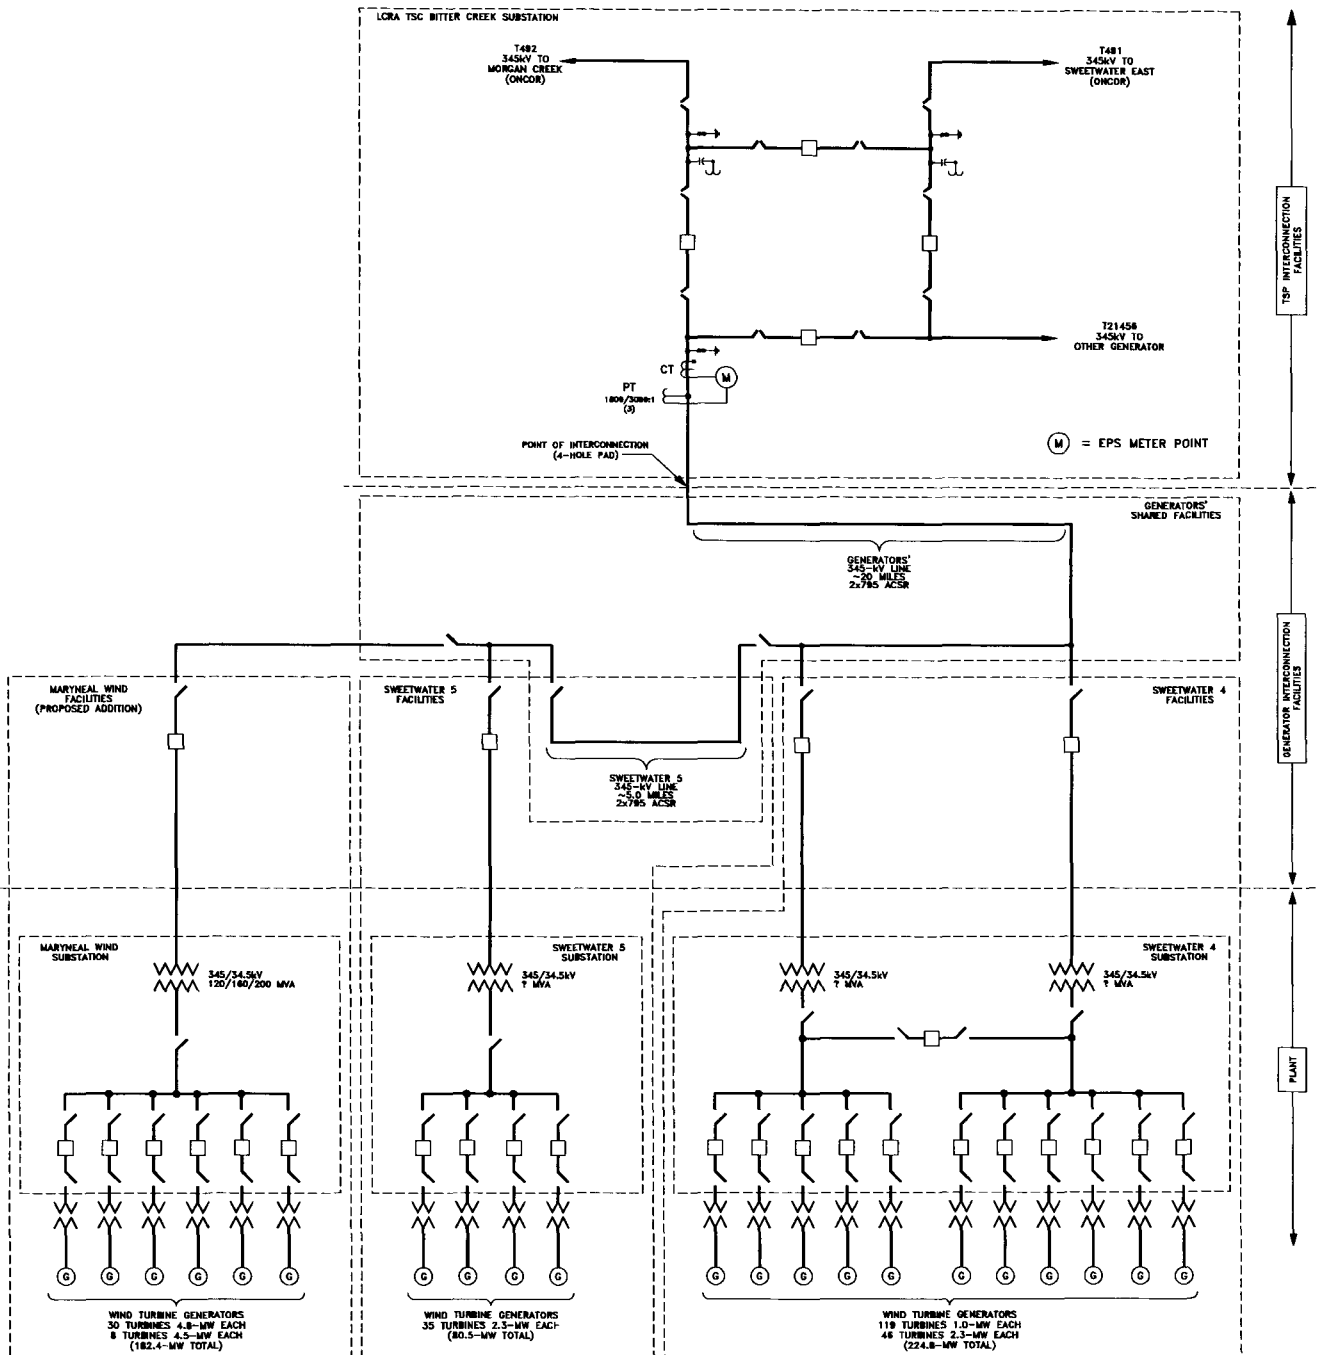 LCRA TSC BITTER CREEK SUBSTATION
T482
345kV TO
MORGAN CREEK
(ONCOR)
T481
345kV TO
SWEETWATER EAST
(ONCOR)
T21458
345kV TO
OTHER GENERATOR
CT
M
PT
(3)
POINT OF INTERCONNECTION
(4-HOLE PAD)
M = EPS METER POINT
TSP INTERCONNECTION
FACILITIES
GENERATORS'
SHARED FACILITIES
GENERATORS'
345-kV LINE
~20 MILES
2x795 ACSR
GENERATOR INTERCONNECTION
FACILITIES
MARYNEAL WIND
FACILITIES
(PROPOSED ADDITION)
SWEETWATER 5
FACILITIES
SWEETWATER 4
FACILITIES
SWEETWATER 5
345-kV LINE
~5.0 MILES
2x795 ACSR
MARYNEAL WIND
SUBSTATION
345/34.5kV
120/160/200 MVA
SWEETWATER 5
SUBSTATION
345/34.5kV
? MVA
SWEETWATER 4
SUBSTATION
345/34.5kV
? MVA
345/34.5kV
? MVA
PLANT
G G G G G G
G G G G
G G G G G G G G G G G
WIND TURBINE GENERATORS
30 TURBINES 4.8-MW EACH
TURBINES 4.5-MW EACH
(182.4-MW TOTAL)
WIND TURBINE GENERATORS
35 TURBINES 2.3-MW EACH
(80.5-MW TOTAL)
WIND TURBINE GENERATORS
119 TURBINES 1.0-MW EACH
46 TURBINES 2.3-MW EACH
(224.8-MW TOTAL)